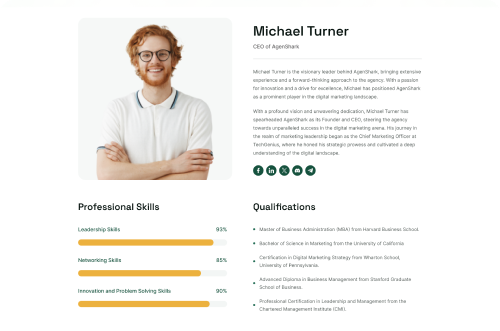 Michael Turner
CEO of AgenShark
Michael Turner is the visionary leader behind AgenShark, bringing extensive
experience and a forward-thinking approach to the agency. With a passion
for innovation and a drive for excellence, Michael has positioned AgenShark
as a prominent player in the digital marketing landscape.
With a profound vision and unwavering dedication, Michael Turner has
spearheaded AgenShark as its Founder and CEO, steering the agency
towards unparalleled success in the digital marketing arena. His journey in
the realm of marketing leadership began as the Chief Marketing Officer at
TechGenius, where he honed his strategic prowess and cultivated a deep
understanding of the digital landscape.
Professional Skills
Leadership Skills 93%
Networking Skills 85%
Innovation and Problem Solving Skills 90%
Qualifications
Master of Business Administration (MBA) from Harvard Business School.
Bachelor of Science in Marketing from the University of California
Certification in Digital Marketing Strategy from Wharton School,
University of Pennsylvania.
Advanced Diploma in Business Management from Stanford Graduate
School of Business.
Professional Certification in Leadership and Management from the
Chartered Management Institute (CMI).